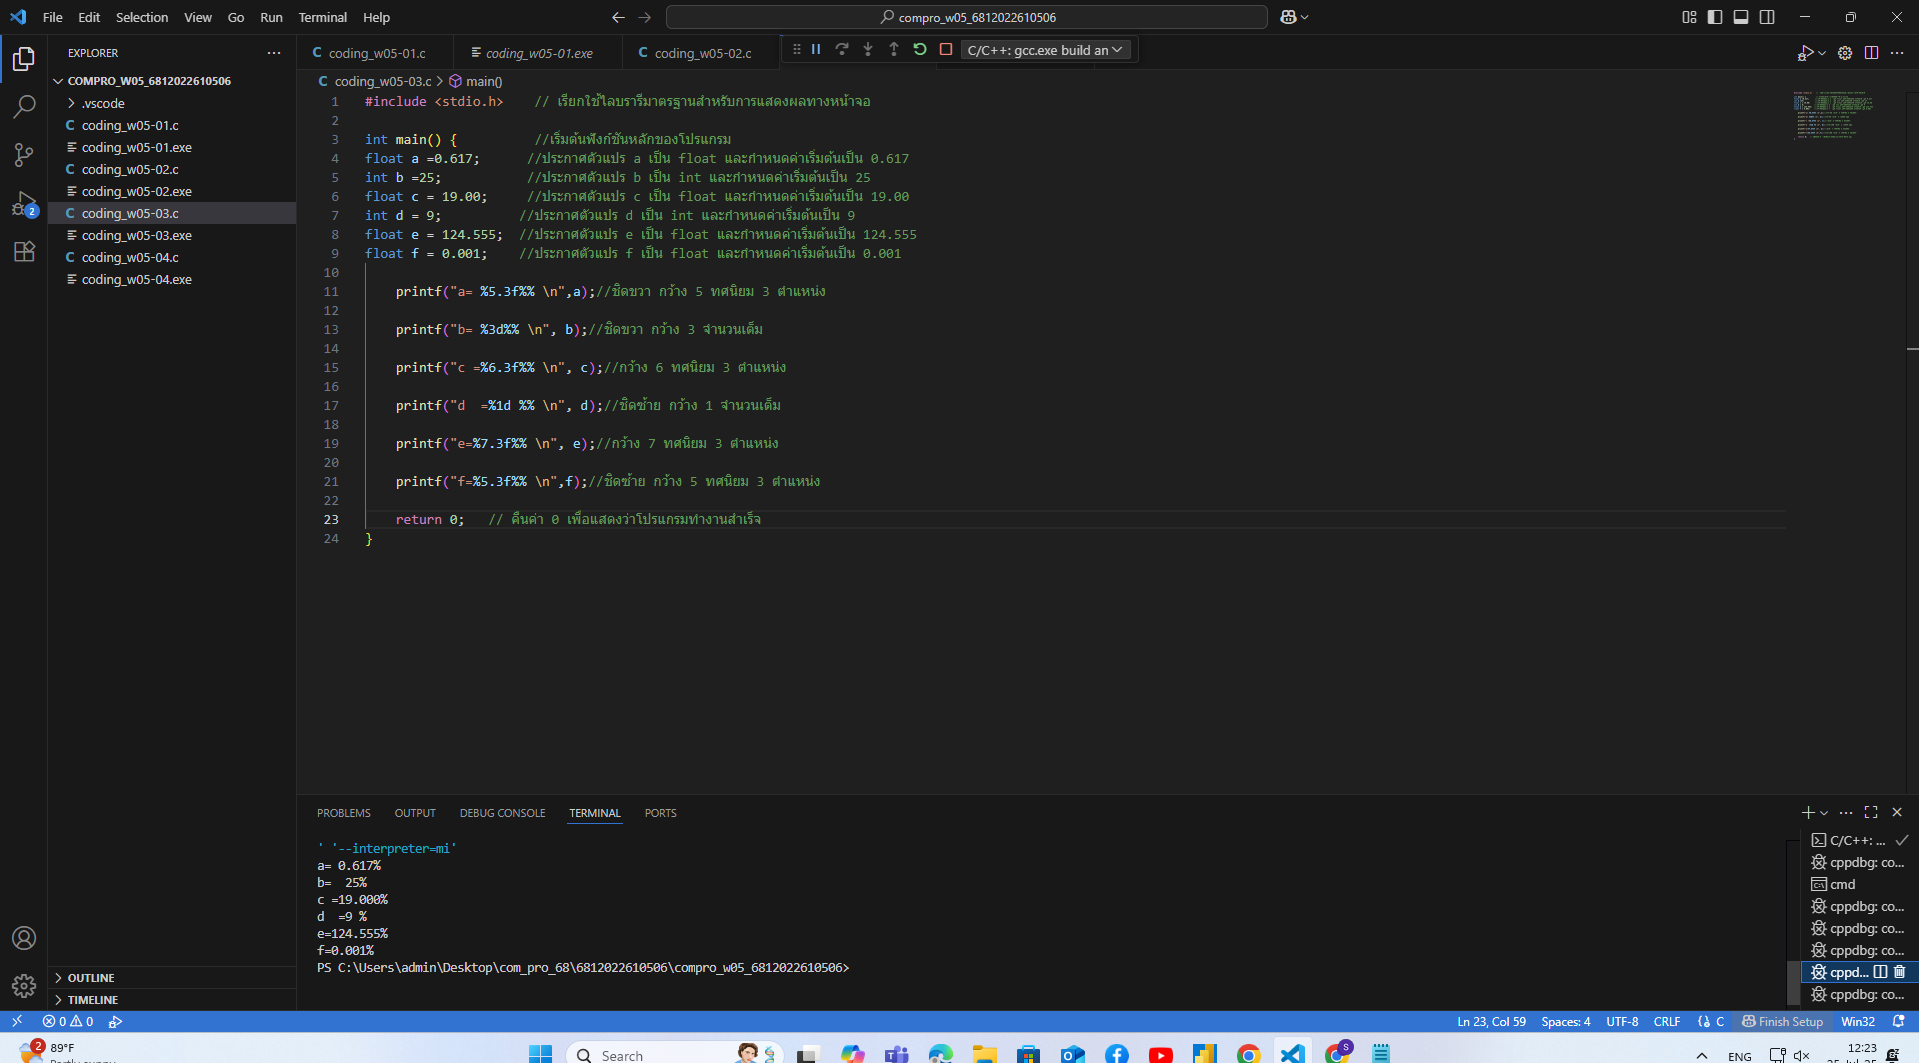 File Edit Selection View Go Run Terminal Help
compro_w05_6812022610506
EXPLORER
COMPRO_W05_6812022610506
.vscode
coding_w05-01.c
coding_w05-01.exe
coding_w05-02.c
coding_w05-02.exe
coding_w05-03.c
coding_w05-03.exe
coding_w05-04.c
coding_w05-04.exe
2
OUTLINE
TIMELINE
C coding_w05-01.c coding_w05-01.exe C coding_w05-02.c C/C++: gcc.exe build an
C coding_w05-03.c > main()
1 #include <stdio.h> // เรียกใช้ไลบรารีมาตรฐานสำหรับการแสดงผลทางหน้าจอ
2
3 int main() { //เริ่มต้นฟังก์ชันหลักของโปรแกรม
4 float a =0.617; //ประกาศตัวแปร a เป็น float และกำหนดค่าเริ่มต้นเป็น 0.617
5 int b =25; //ประกาศตัวแปร b เป็น int และกำหนดค่าเริ่มต้นเป็น 25
6 float c = 19.00; //ประกาศตัวแปร c เป็น float และกำหนดค่าเริ่มต้นเป็น 19.00
7 int d = 9; //ประกาศตัวแปร d เป็น int และกำหนดค่าเริ่มต้นเป็น 9
8 float e = 124.555; //ประกาศตัวแปร e เป็น float และกำหนดค่าเริ่มต้นเป็น 124.555
9 float f = 0.001; //ประกาศตัวแปร f เป็น float และกำหนดค่าเริ่มต้นเป็น 0.001
10
11 printf("a= %5.3f%% \n",a);//ชิดขวา กว้าง 5 ทศนิยม 3 ตำแหน่ง
12
13 printf("b= %3d%% \n", b);//ชิดขวา กว้าง 3 จำนวนเต็ม
14
15 printf("c =%6.3f%% \n", c);//กว้าง 6 ทศนิยม 3 ตำแหน่ง
16
17 printf("d  =%1d %% \n", d);//ชิดซ้าย กว้าง 1 จำนวนเต็ม
18
19 printf("e=%7.3f%% \n", e);//กว้าง 7 ทศนิยม 3 ตำแหน่ง
20
21 printf("f=%5.3f%% \n",f);//ชิดซ้าย กว้าง 5 ทศนิยม 3 ตำแหน่ง
22
23 return 0; // คืนค่า 0 เพื่อแสดงว่าโปรแกรมทำงานสำเร็จ
24 }
PROBLEMS OUTPUT DEBUG CONSOLE TERMINAL PORTS
' '--interpreter=mi'
a= 0.617%
b=  25%
c =19.000%
d  =9 %
e=124.555%
f=0.001%
PS C:\Users\admin\Desktop\com_pro_68\6812022610506\compro_w05_6812022610506>
C/C++: ...
cppdbg: co...
cmd
cppdbg: co...
cppdbg: co...
cppdbg: co...
cppd...
cppdbg: co...
0 0 Ln 23, Col 59 Spaces: 4 UTF-8 CRLF {} C Finish Setup Win32
2 89°F Search S ENG 12:23